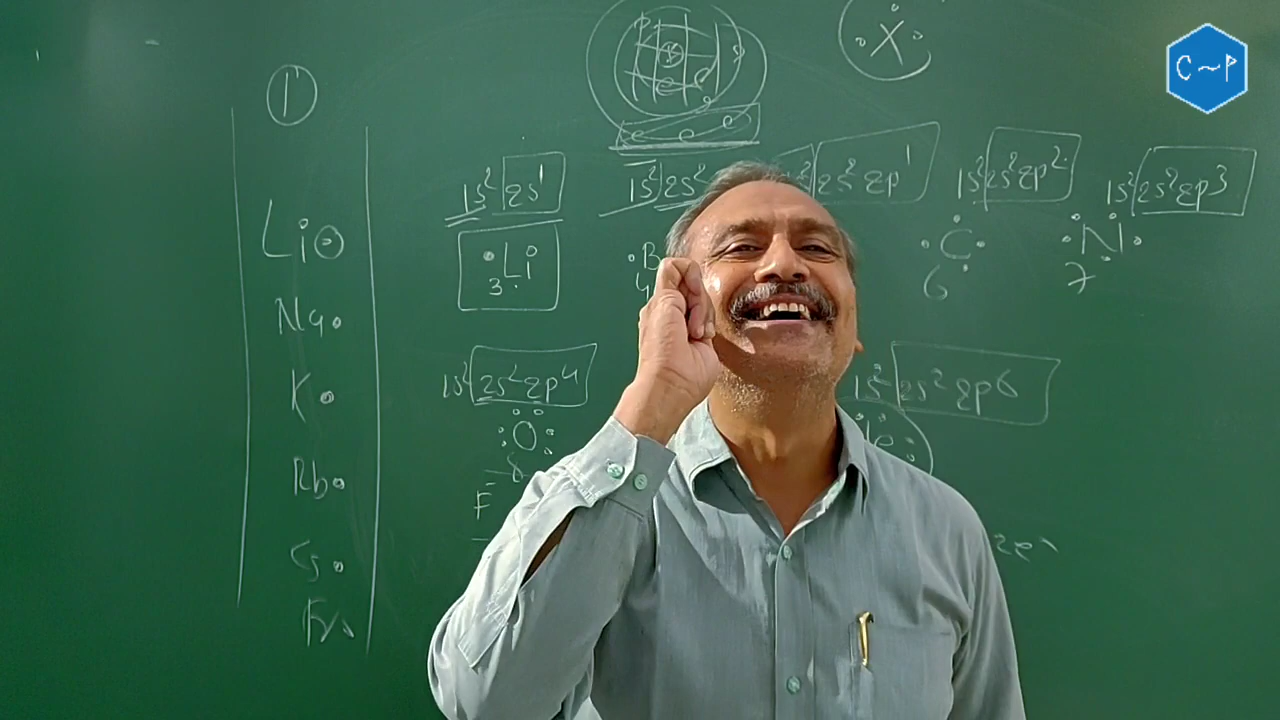 C~P
X
1
1s² 2s¹
1s² 2s²
2s² 2p¹
1s² 2s² 2p²
1s² 2s² 2p³
Li
Li
3
B
4
C
6
N
7
Na
K
1s² 2s² 2p⁴
1s² 2s² 2p⁶
O
8
Rb
F
Cs
Fr